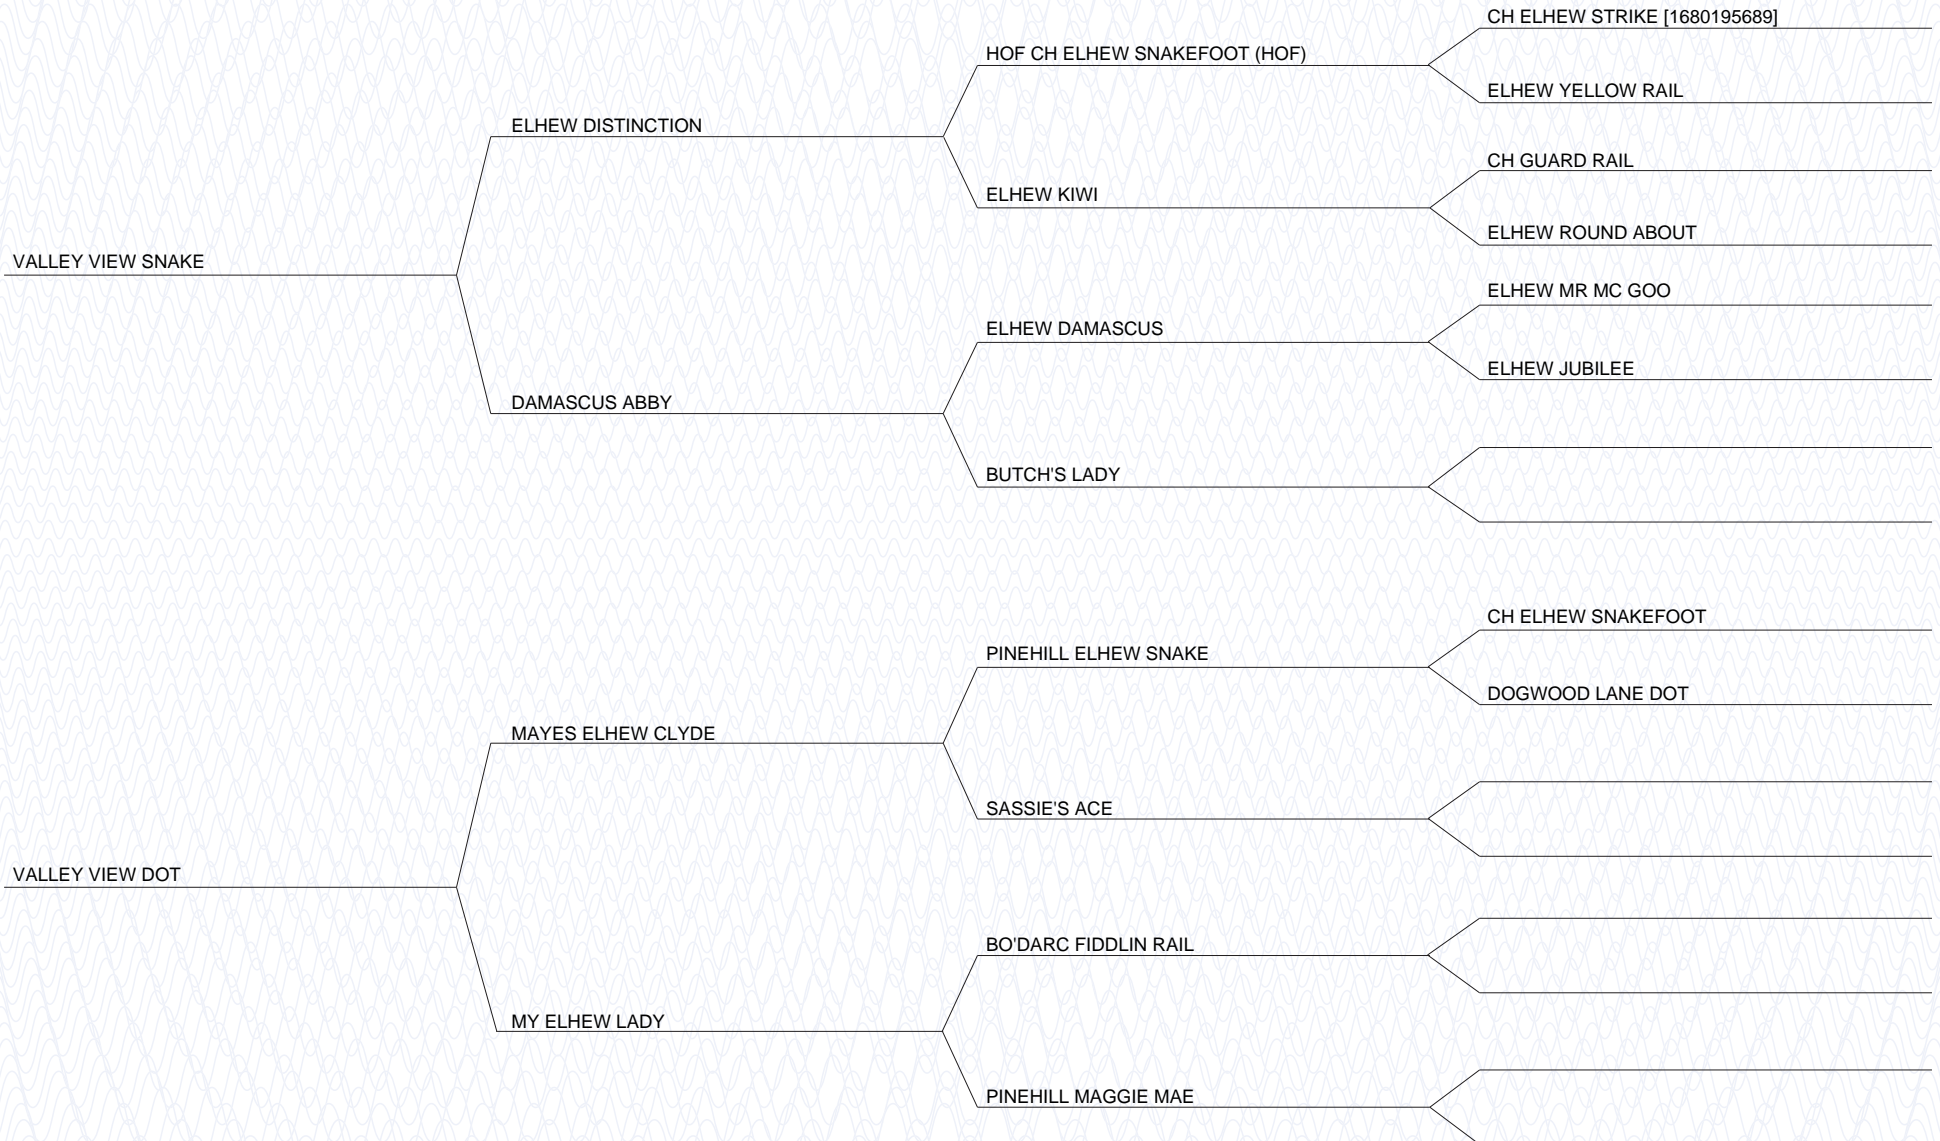 CH ELHEW STRIKE [1680195689]
HOF CH ELHEW SNAKEFOOT (HOF)
ELHEW YELLOW RAIL
ELHEW DISTINCTION
CH GUARD RAIL
ELHEW KIWI
ELHEW ROUND ABOUT
VALLEY VIEW SNAKE
ELHEW MR MC GOO
ELHEW DAMASCUS
ELHEW JUBILEE
DAMASCUS ABBY
BUTCH'S LADY
CH ELHEW SNAKEFOOT
PINEHILL ELHEW SNAKE
DOGWOOD LANE DOT
MAYES ELHEW CLYDE
SASSIE'S ACE
VALLEY VIEW DOT
BO'DARC FIDDLIN RAIL
MY ELHEW LADY
PINEHILL MAGGIE MAE